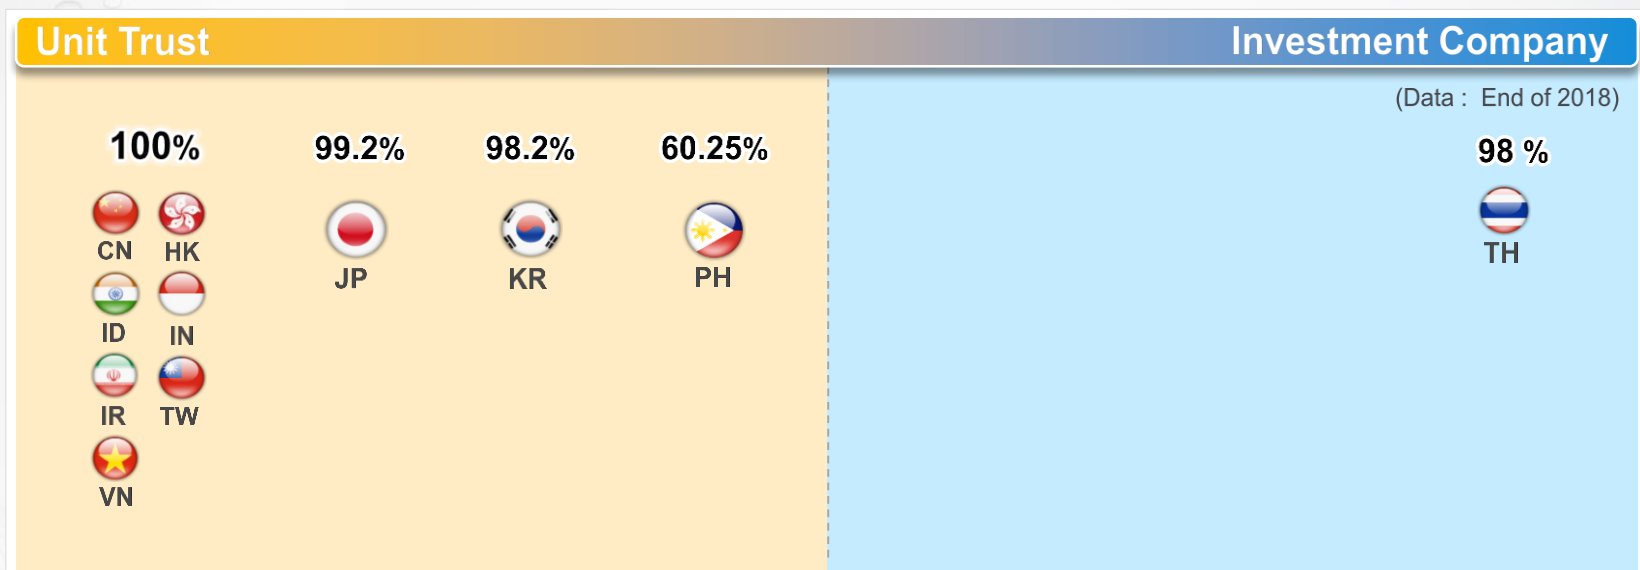 Unit Trust
Investment Company
(Data : End of 2018)
100%
99.2%
98.2%
60.25%
98 %
CN
HK
JP
KR
PH
TH
ID
IN
IR
TW
VN